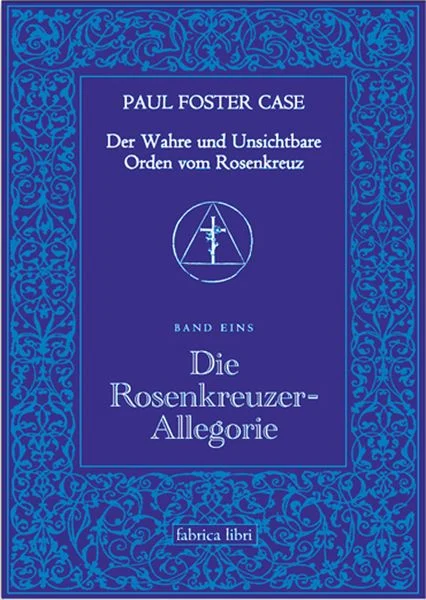 PAUL FOSTER CASE
Der Wahre und Unsichtbare
Orden vom Rosenkreuz
BAND EINS
Die
Rosenkreuzer-
Allegorie
fabrica libri